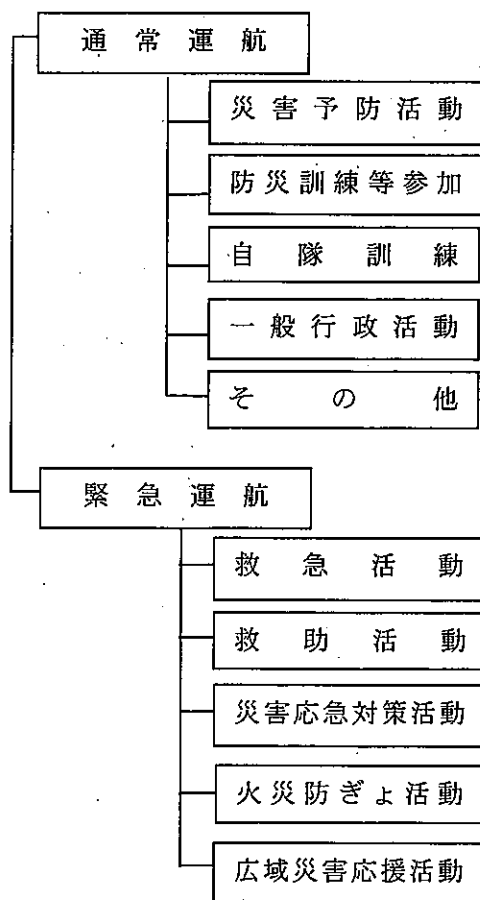 通常運航
災害予防活動
防災訓練等参加
自隊訓練
一般行政活動
その他
緊急運航
救急活動
救助活動
災害応急対策活動
火災防ぎょ活動
広域災害応援活動